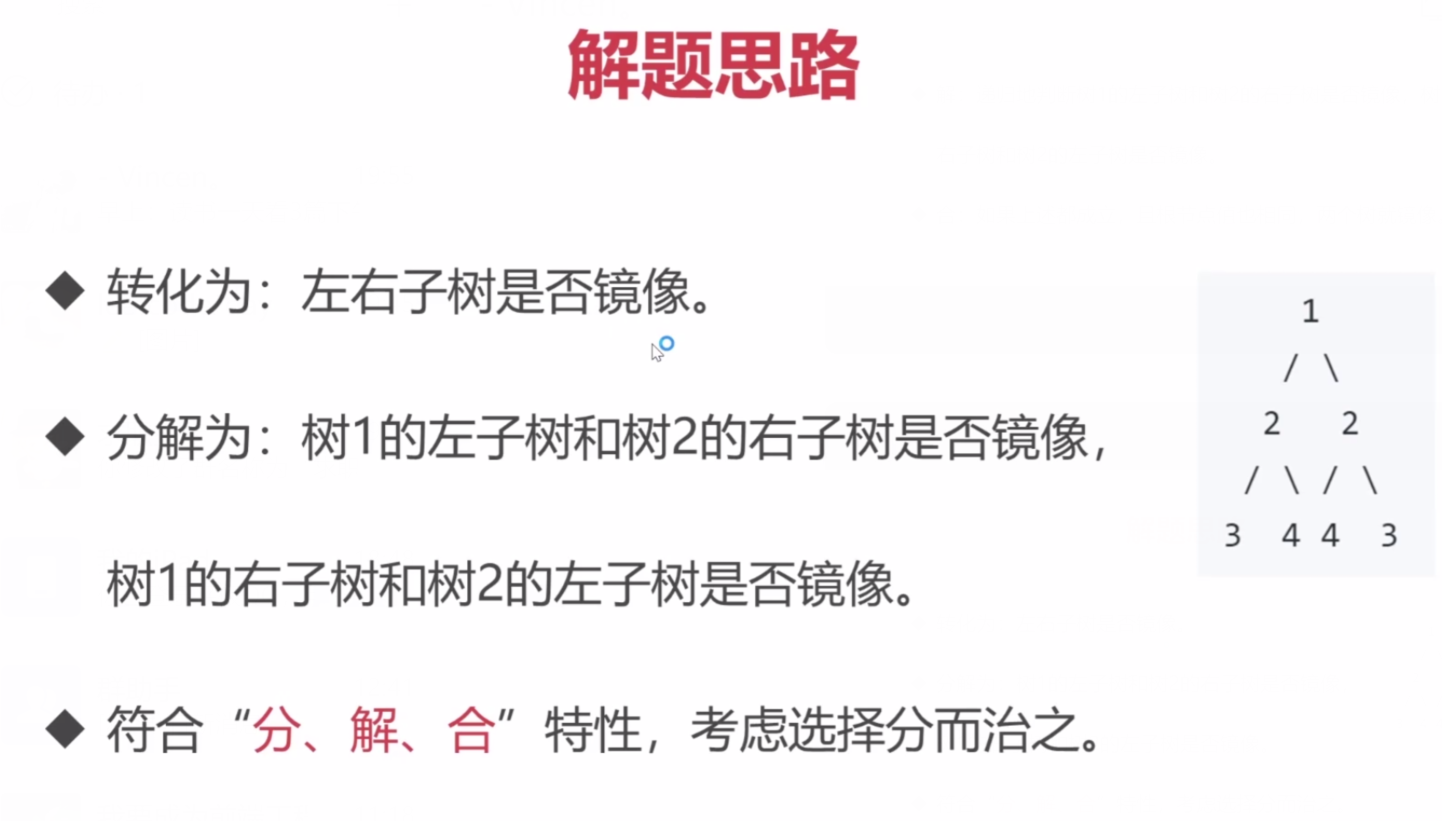 解题思路
◆ 转化为：左右子树是否镜像。
◆ 分解为：树1的左子树和树2的右子树是否镜像，
树1的右子树和树2的左子树是否镜像。
◆ 符合“分、解、合”特性，考虑选择分而治之。
1
/ \
2 2
/ \ / \
3 4 4 3